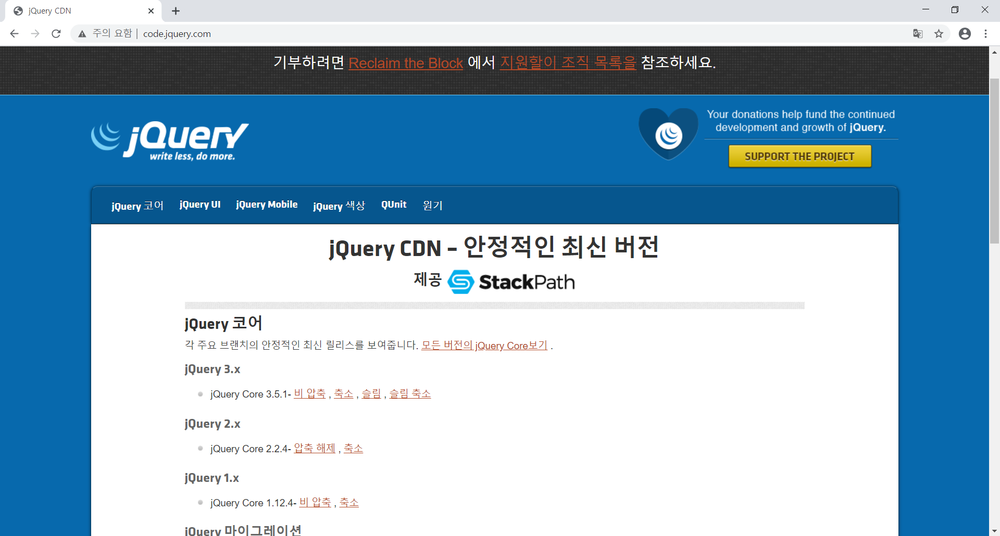 jQuery CDN
주의 요함 | code.jquery.com
기부하려면 Reclaim the Block 에서 지원할이 조직 목록을 참조하세요.
jQuery
write less, do more.
Your donations help fund the continued
development and growth of jQuery.
SUPPORT THE PROJECT
jQuery 코어 jQuery UI jQuery Mobile jQuery 색상 QUnit 원기
jQuery CDN – 안정적인 최신 버전
제공 StackPath
jQuery 코어
각 주요 브랜치의 안정적인 최신 릴리스를 보여줍니다. 모든 버전의 jQuery Core보기 .
jQuery 3.x
jQuery Core 3.5.1- 비 압축 , 축소 , 슬림 , 슬림 축소
jQuery 2.x
jQuery Core 2.2.4- 압축 해제 , 축소
jQuery 1.x
jQuery Core 1.12.4- 비 압축 , 축소
jQuery 마이그레이션